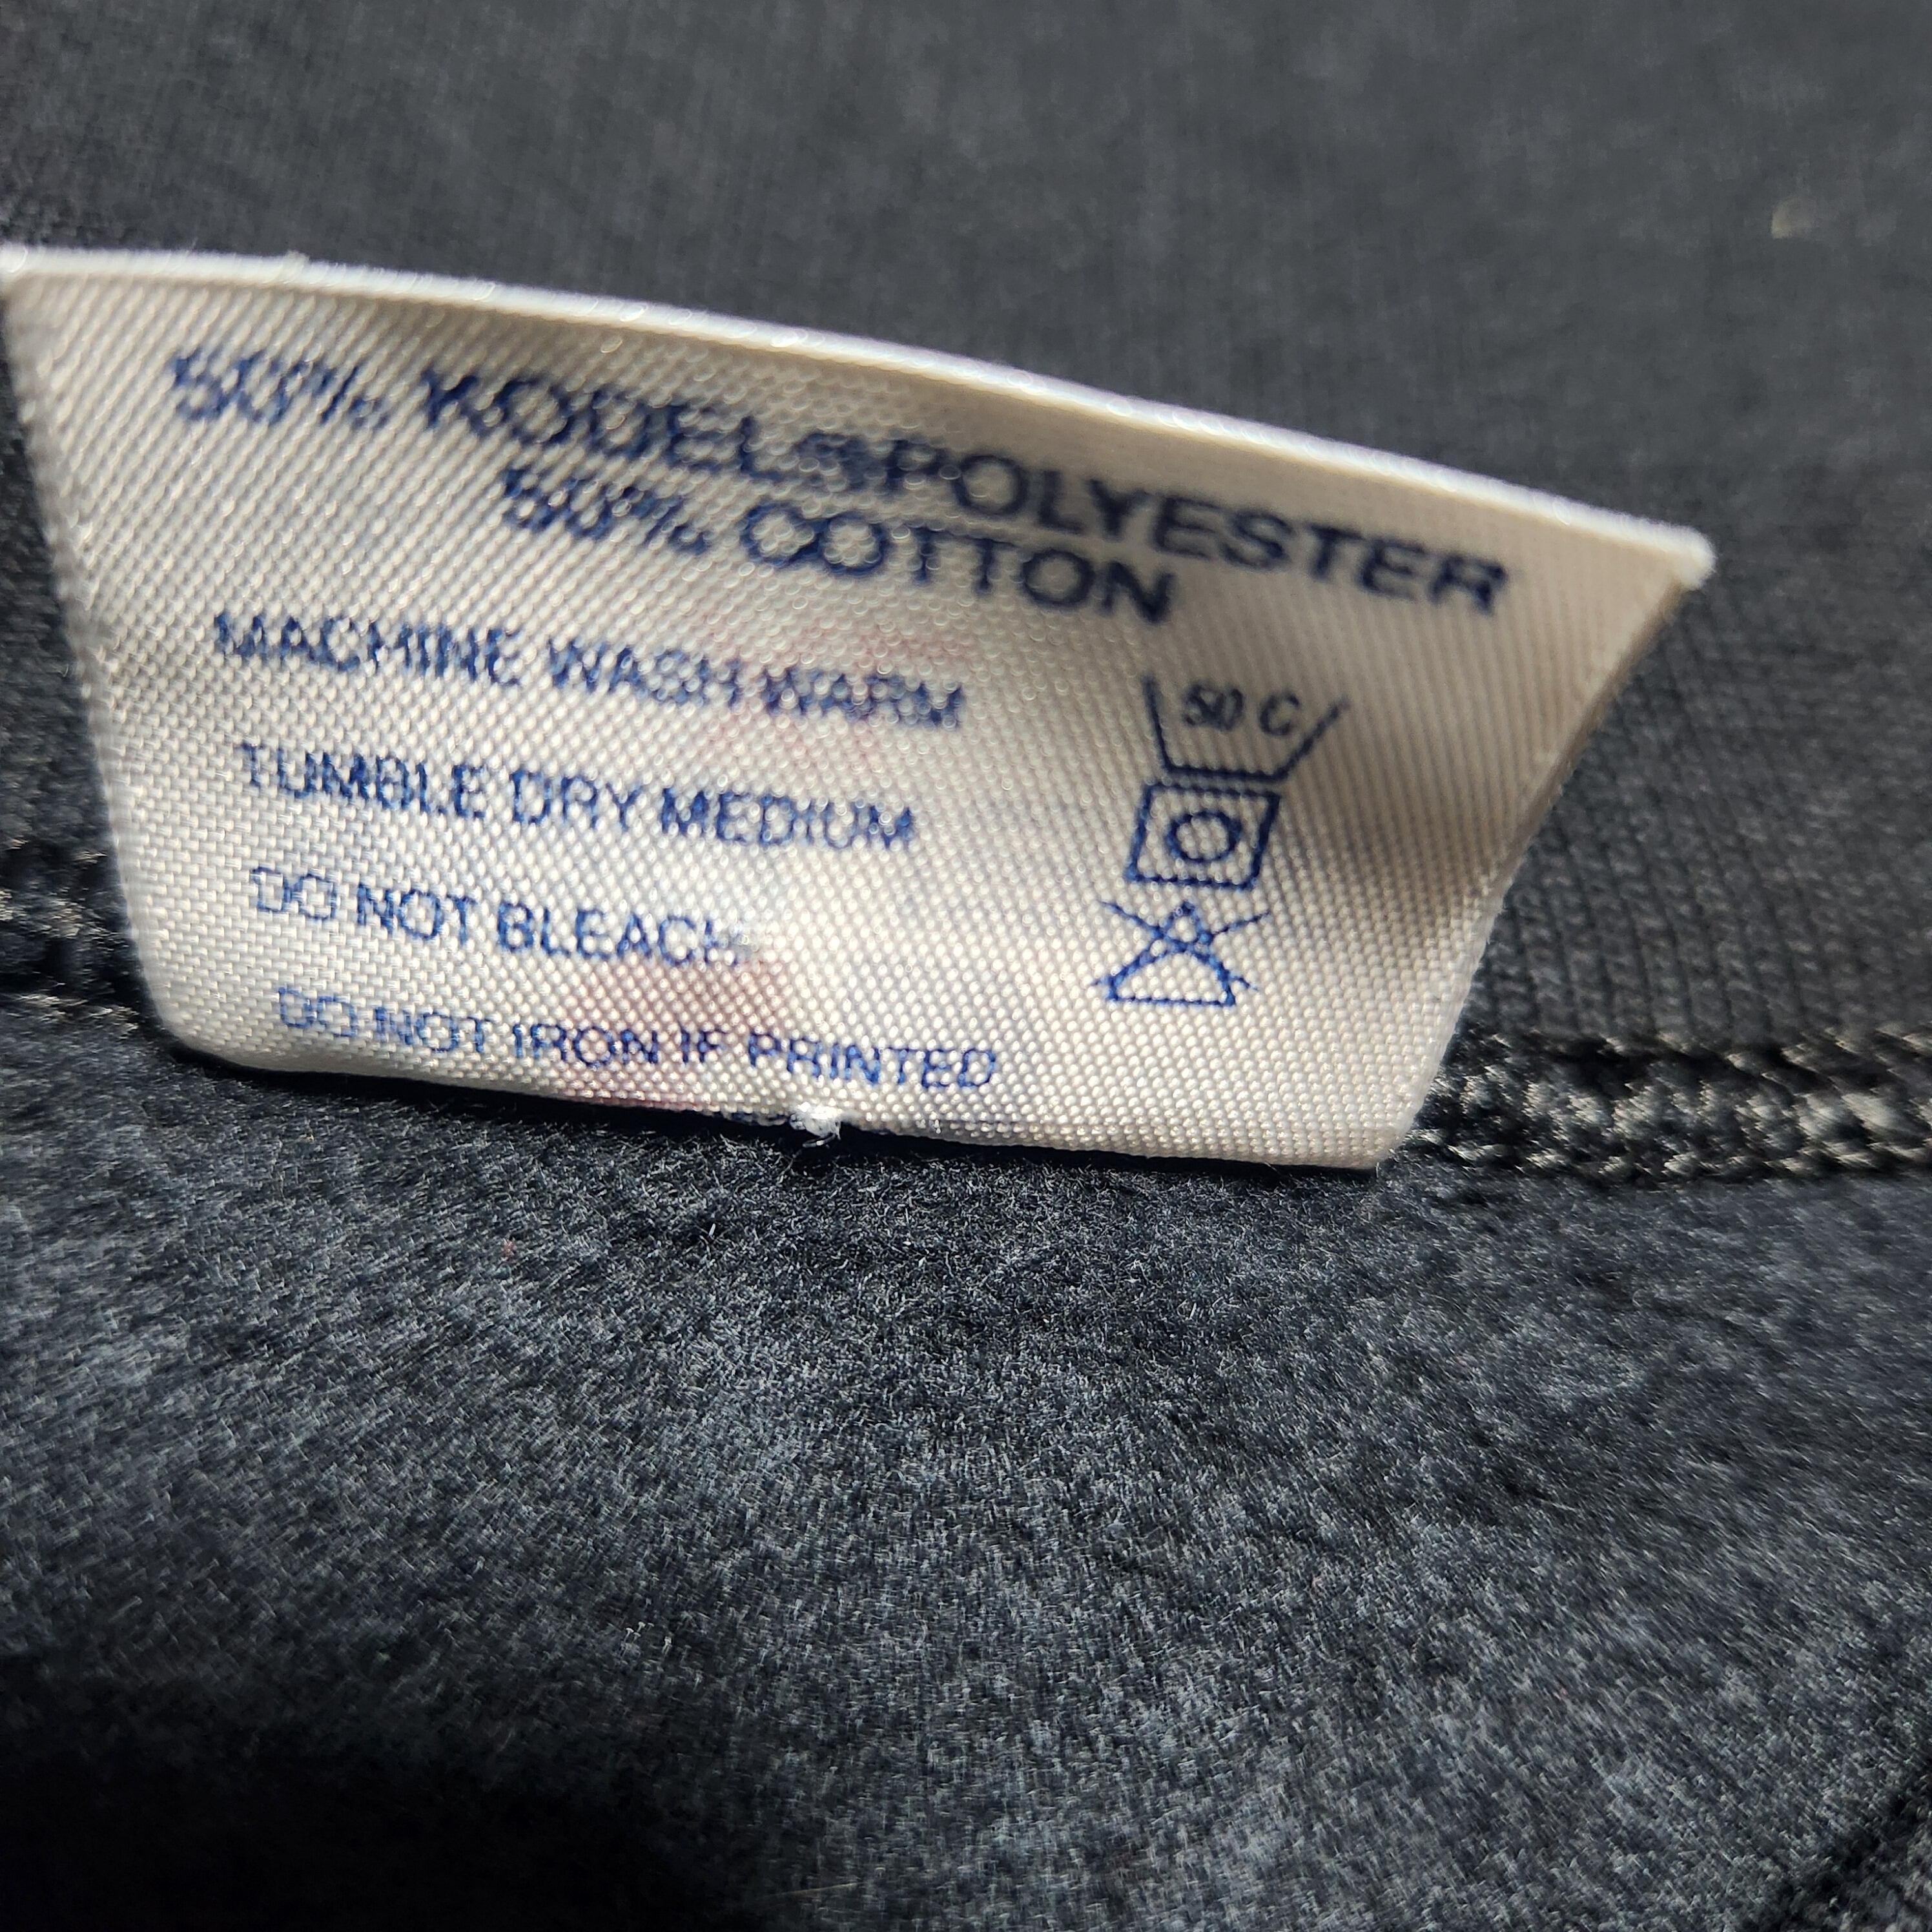 50% KODEL® POLYESTER
50% COTTON
MACHINE WASH WARM
50 C
TUMBLE DRY MEDIUM
DO NOT BLEACH
DO NOT IRON IF PRINTED